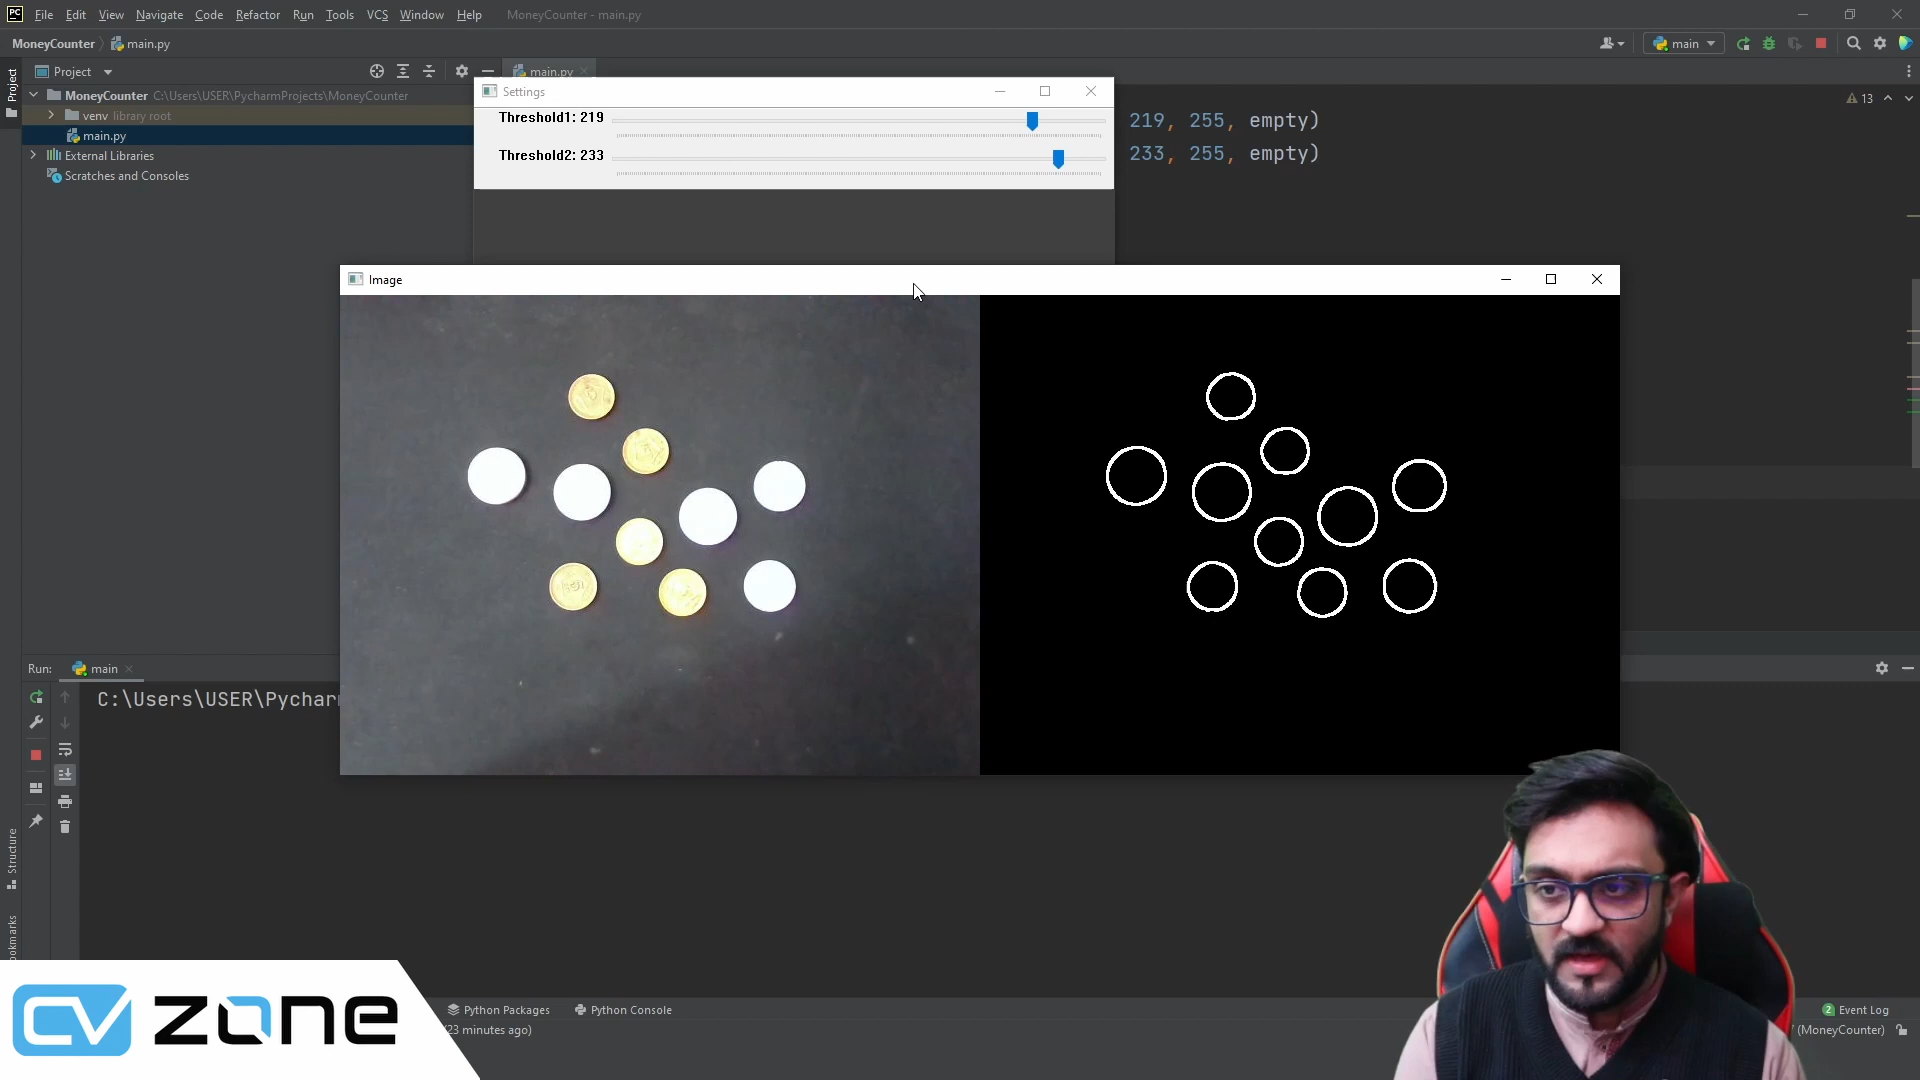 PC File Edit View Navigate Code Refactor Run Tools VCS Window Help MoneyCounter - main.py
MoneyCounter main.py main
Project main.py
MoneyCounter C:\Users\USER\PycharmProjects\MoneyCounter
venv library root
main.py
External Libraries
Scratches and Consoles
Project
Settings
Threshold1: 219
Threshold2: 233
13
219, 255, empty)
233, 255, empty)
Image
Run: main
C:\Users\USER\Pychar
Structure
ookmarks
Python Packages Python Console
2 Event Log
23 minutes ago)
(MoneyCounter)
CV ZONE